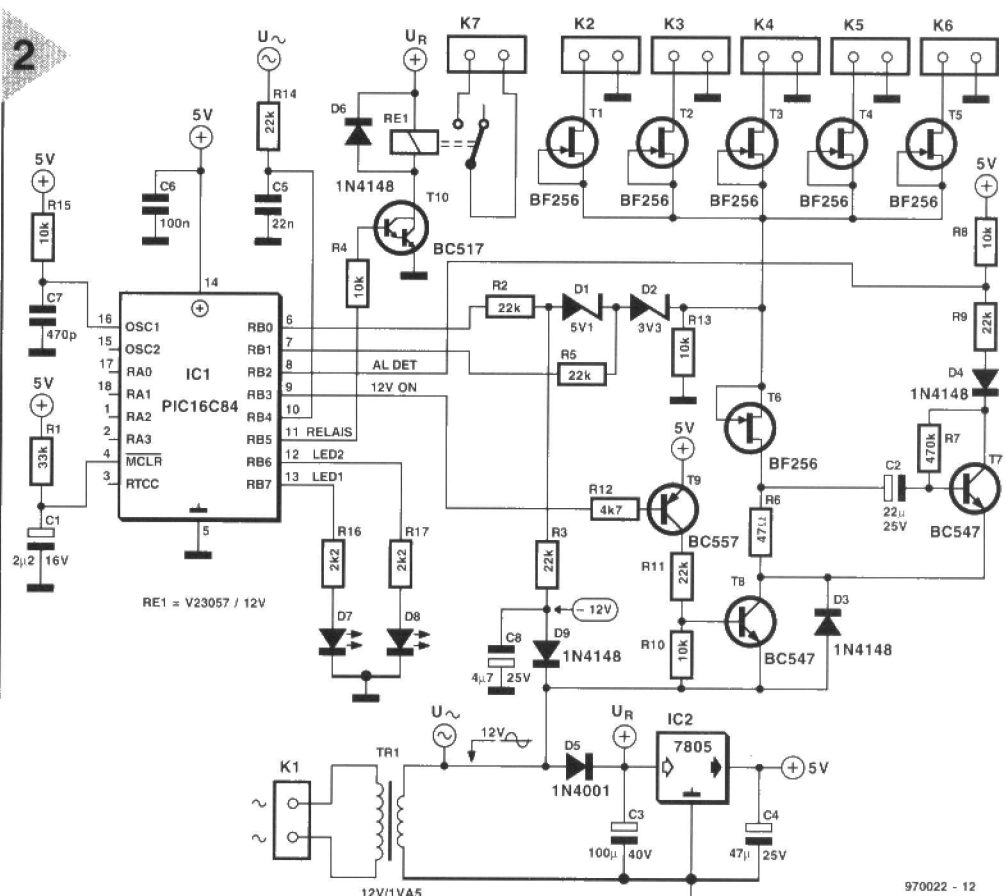 2
5V
R15
10k
C7
470p
5V
R1
33k
C1
2µ2 16V
C6
100n
5V
U~
R14
22k
C5
22n
UR
D6
1N4148
RE1
T10
BC517
R4
10k
K7
K2
K3
K4
K5
K6
T1
BF256
T2
BF256
T3
BF256
T4
BF256
T5
BF256
5V
R8
10k
R9
22k
D4
1N4148
14
16
OSC1
15
OSC2
17
RA0
18
RA1
1
RA2
2
RA3
4
MCLR
3
RTCC
IC1
PIC16C84
RB0
6
RB1
7
RB2
8
RB3
9
RB4
10
RB5
11
RB6
12
RB7
13
5
AL DET
12V ON
RELAIS
LED2
LED1
R2
22k
D1
5V1
D2
3V3
R5
22k
R13
10k
T6
BF256
R6
47Ω
C2
22µ
25V
R7
470k
T7
BC547
5V
R12
4k7
T9
BC557
R11
22k
R10
10k
T8
BC547
D3
1N4148
R3
22k
- 12V
C8
4µ7 25V
D9
1N4148
R16
2k2
R17
2k2
D7
D8
RE1 = V23057 / 12V
K1
~
~
TR1
12V/1VA5
U~
12V
D5
1N4001
UR
C3
100µ 40V
IC2
7805
5V
C4
47µ 25V
970022 - 12